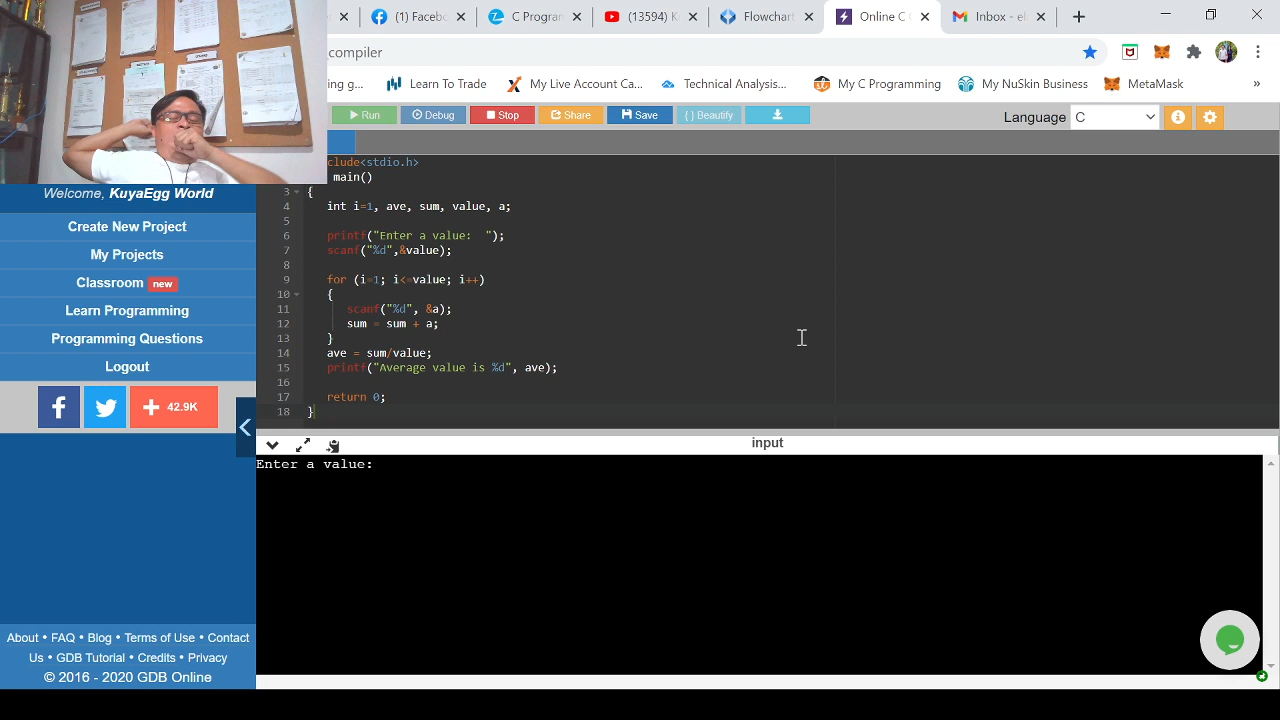 (1) Facebo
C Program
(13594) K
Flowchart
Online C
Inbox - el
compiler
ing g...
Learn To Trade
My Live Account Ca...
Technical Analysis...
My C Programming
My NuSkin Business
MetaMask
»
Run
Debug
Stop
Share
Save
{ } Beautify
Language
C
Welcome, KuyaEgg World
Create New Project
My Projects
Classroom new
Learn Programming
Programming Questions
Logout
42.9K
clude<stdio.h>
main()
3 {
4 int i=1, ave, sum, value, a;
5
6 printf("Enter a value:  ");
7 scanf("%d",&value);
8
9 for (i=1; i<=value; i++)
10 {
11 scanf("%d", &a);
12 sum = sum + a;
13 }
14 ave = sum/value;
15 printf("Average value is %d", ave);
16
17 return 0;
18 }
input
Enter a value:
About • FAQ • Blog • Terms of Use • Contact
Us • GDB Tutorial • Credits • Privacy
© 2016 - 2020 GDB Online